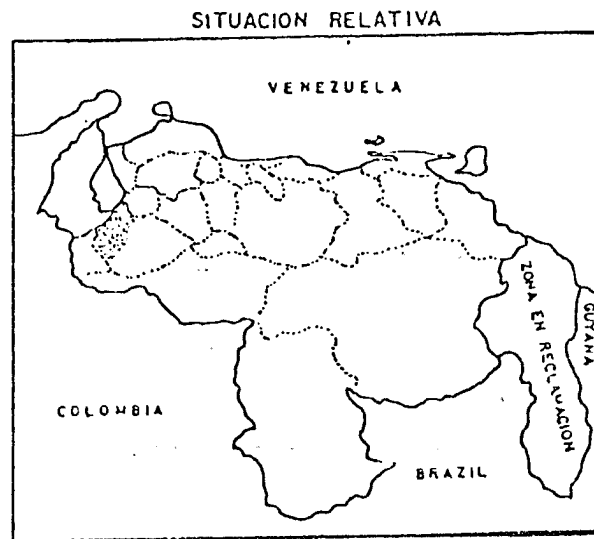 SITUACION RELATIVA
VENEZUELA
ZONA EN RECLAMACION
GUYANA
COLOMBIA
BRAZIL